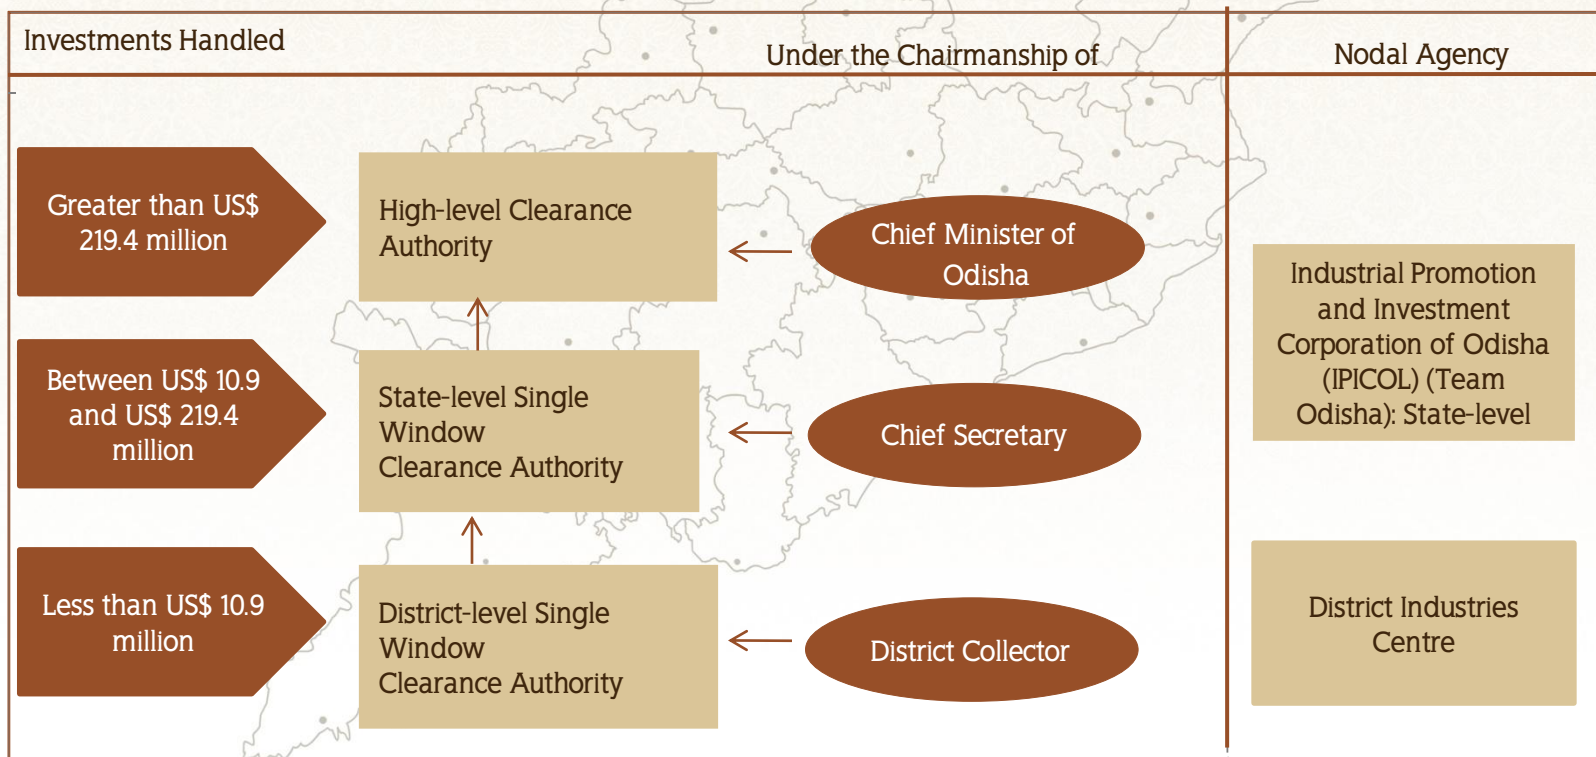 Investments Handled
Under the Chairmanship of
Nodal Agency
Greater than US$
219.4 million
High-level Clearance
Authority
Chief Minister of
Odisha
Industrial Promotion
and Investment
Corporation of Odisha
(IPICOL) (Team
Odisha): State-level
Between US$ 10.9
and US$ 219.4
million
State-level Single
Window
Clearance Authority
Chief Secretary
Less than US$ 10.9
million
District-level Single
Window
Clearance Authority
District Collector
District Industries
Centre